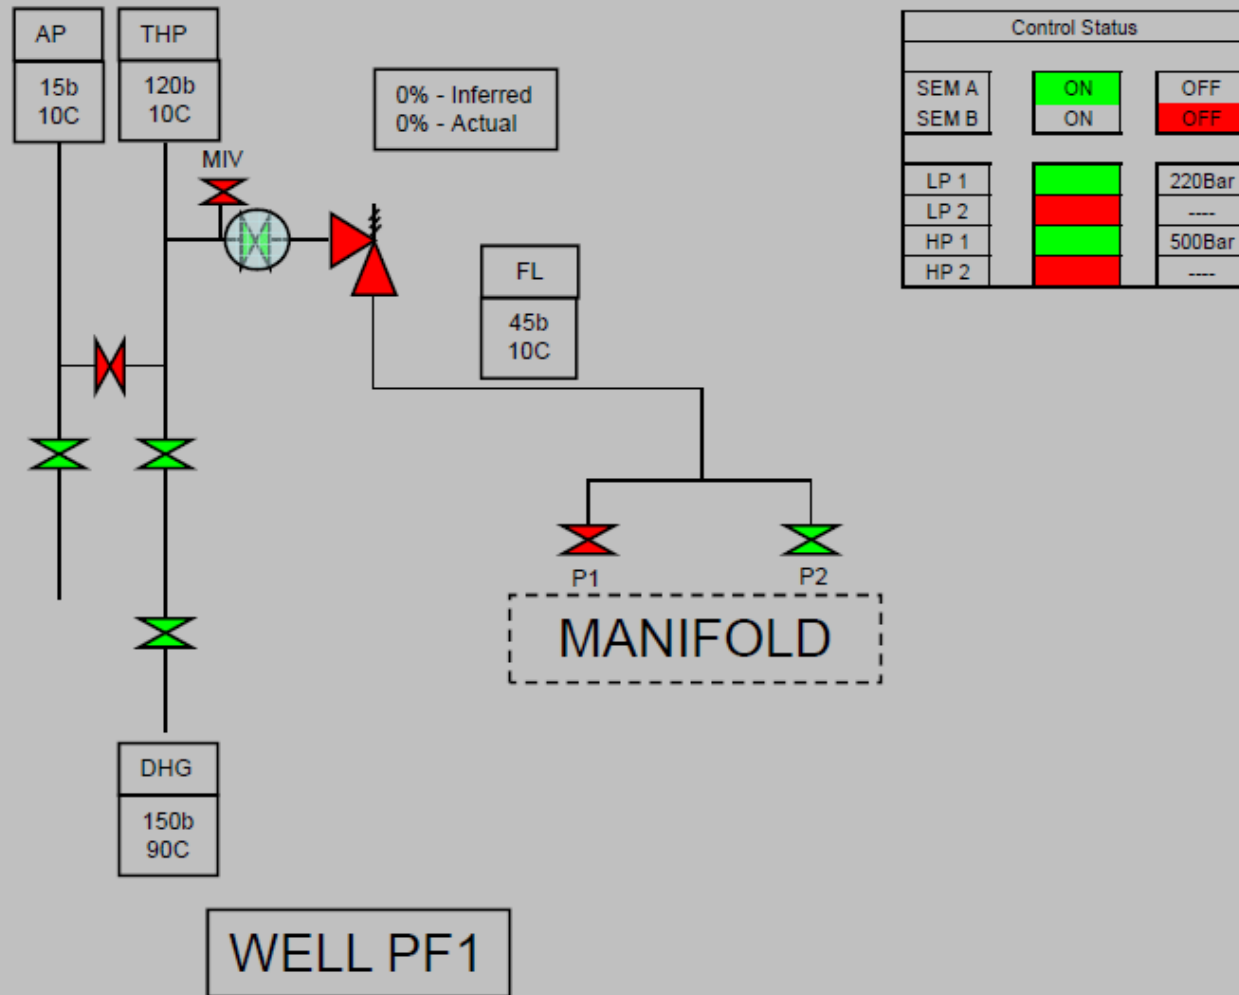 AP
THP
15b
10C
120b
10C
0% - Inferred
0% - Actual
MIV
Control Status
SEM A ON OFF
SEM B ON OFF
LP 1 220Bar
LP 2 ----
HP 1 500Bar
HP 2 ----
FL
45b
10C
P1
P2
MANIFOLD
DHG
150b
90C
WELL PF1